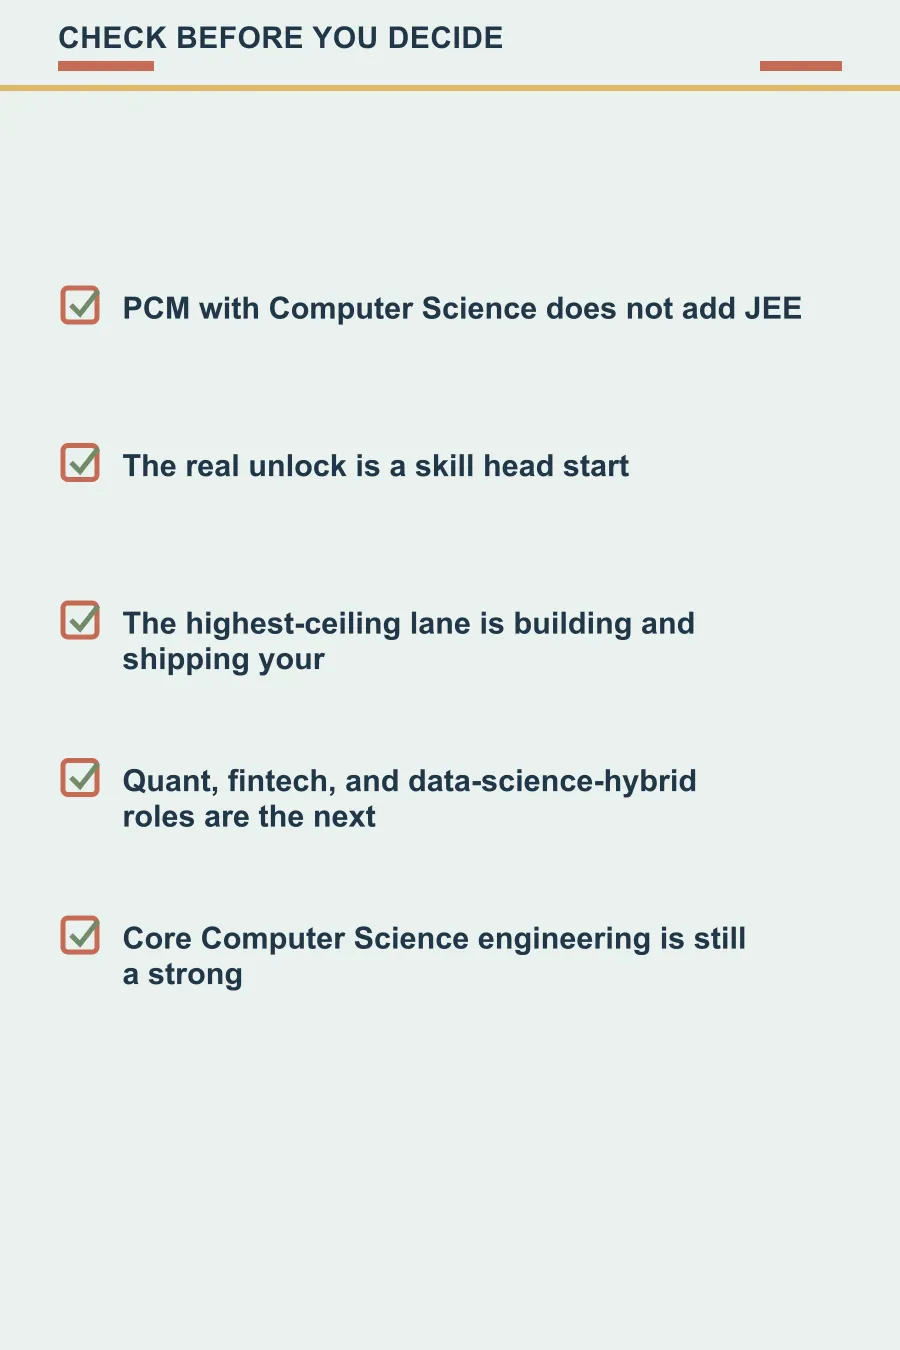 CHECK BEFORE YOU DECIDE
PCM with Computer Science does not add JEE
The real unlock is a skill head start
The highest-ceiling lane is building and
shipping your
Quant, fintech, and data-science-hybrid
roles are the next
Core Computer Science engineering is still
a strong